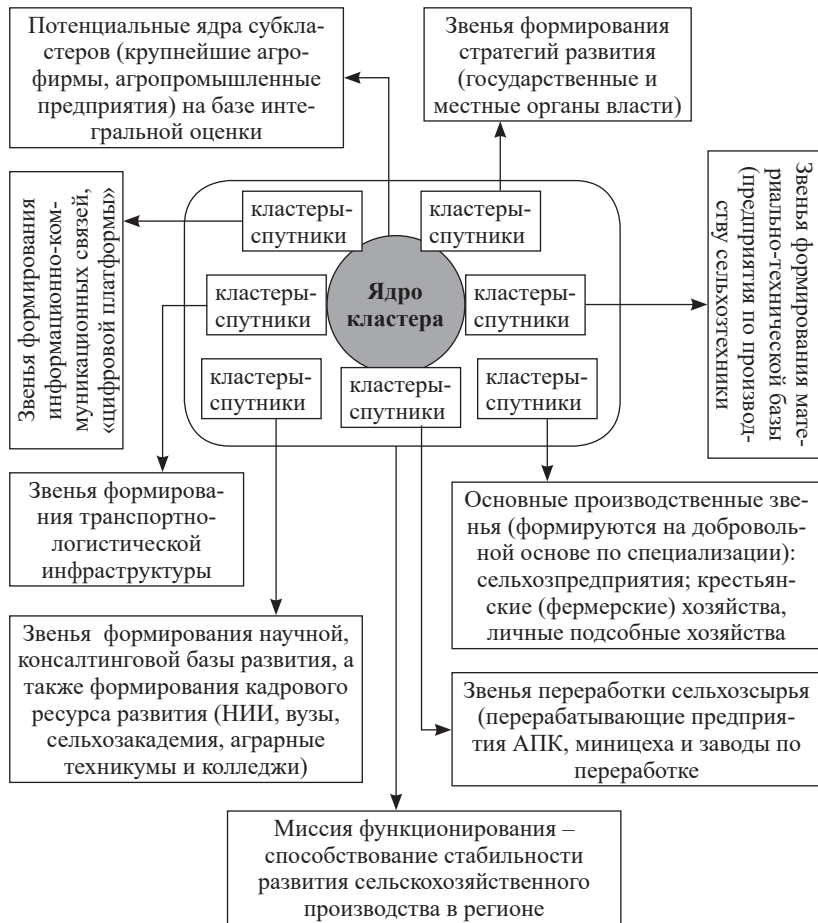 Потенциальные ядра субкла-
стеров (крупнейшие агро-
фирмы, агропромышленные
предприятия) на базе инте-
гральной оценки
Звенья формирования
стратегий развития
(государственные и
местные органы власти)
Звенья формирования
информационно-ком-
муникационных связей,
«цифровой платформы»
кластеры-
спутники
кластеры-
спутники
Звенья формирования мате-
риально-технической базы
(предприятия по производ-
ству сельхозтехники
кластеры-
спутники
Ядро
кластера
кластеры-
спутники
кластеры-
спутники
кластеры-
спутники
кластеры-
спутники
Звенья формирова-
ния транспортно-
логистической
инфраструктуры
Основные производственные зве-
нья (формируются на доброволь-
ной основе по специализации):
сельхозпредприятия; крестьян-
ские (фермерские) хозяйства,
личные подсобные хозяйства
Звенья формирования научной,
консалтинговой базы развития, а
также формирования кадрового
ресурса развития (НИИ, вузы,
сельхозакадемия, аграрные
техникумы и колледжи)
Звенья переработки сельхозсырья
(перерабатывающие предприя-
тия АПК, миницеха и заводы по
переработке
Миссия функционирования –
способствование стабильности
развития сельскохозяйственного
производства в регионе